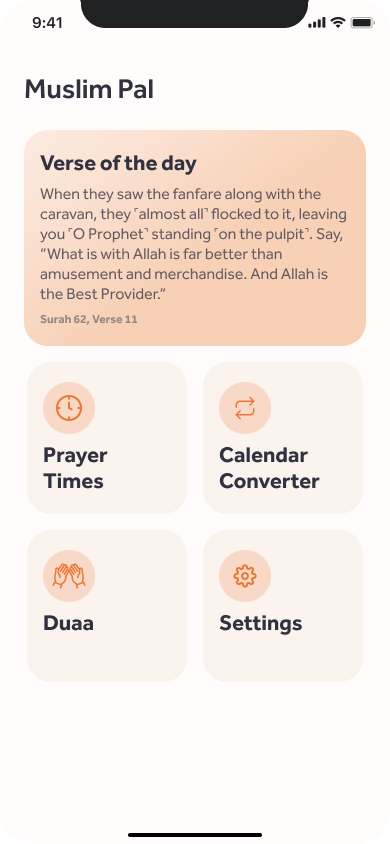 9:41
Muslim Pal
Verse of the day
When they saw the fanfare along with the
caravan, they ˹almost all˺ flocked to it, leaving
you ˹O Prophet˺ standing ˹on the pulpit˺. Say,
“What is with Allah is far better than
amusement and merchandise. And Allah is
the Best Provider.”
Surah 62, Verse 11
Prayer
Times
Calendar
Converter
Duaa
Settings